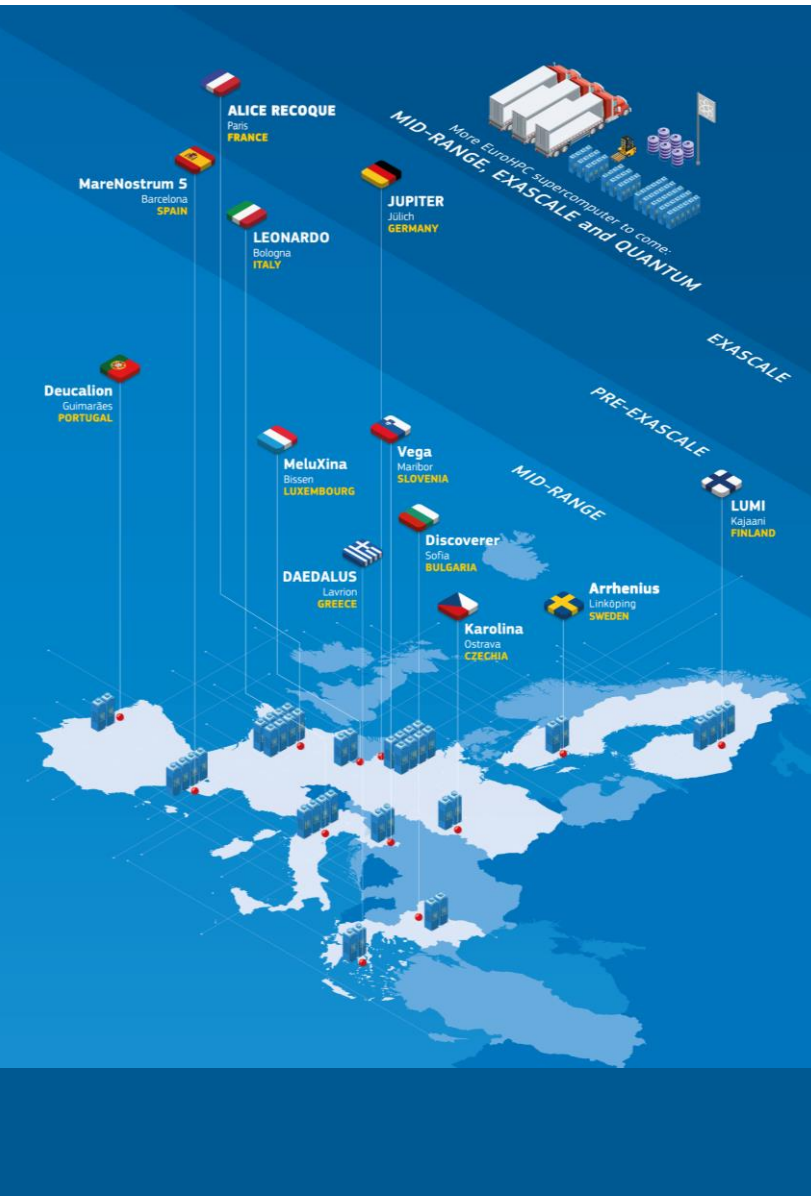 ALICE RECOQUE
Paris
FRANCE
MareNostrum 5
Barcelona
SPAIN
JUPITER
Jülich
GERMANY
LEONARDO
Bologna
ITALY
More EuroHPC supercomputer to come:
MID-RANGE, EXASCALE and QUANTUM
EXASCALE
PRE-EXASCALE
MID-RANGE
Deucalion
Guimarães
PORTUGAL
MeluXina
Bissen
LUXEMBOURG
Vega
Maribor
SLOVENIA
LUMI
Kajaani
FINLAND
Discoverer
Sofia
BULGARIA
DAEDALUS
Lavrion
GREECE
Arrhenius
Linköping
SWEDEN
Karolina
Ostrava
CZECHIA